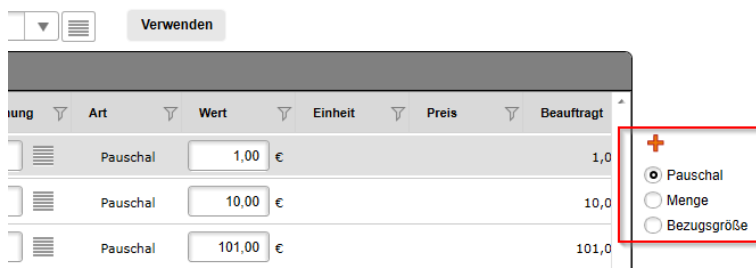 Verwenden
nung Art Wert Einheit Preis Beauftragt
Pauschal 1,00 € 1,0
Pauschal 10,00 € 10,0
Pauschal 101,00 € 101,0
Pauschal
Menge
Bezugsgröße